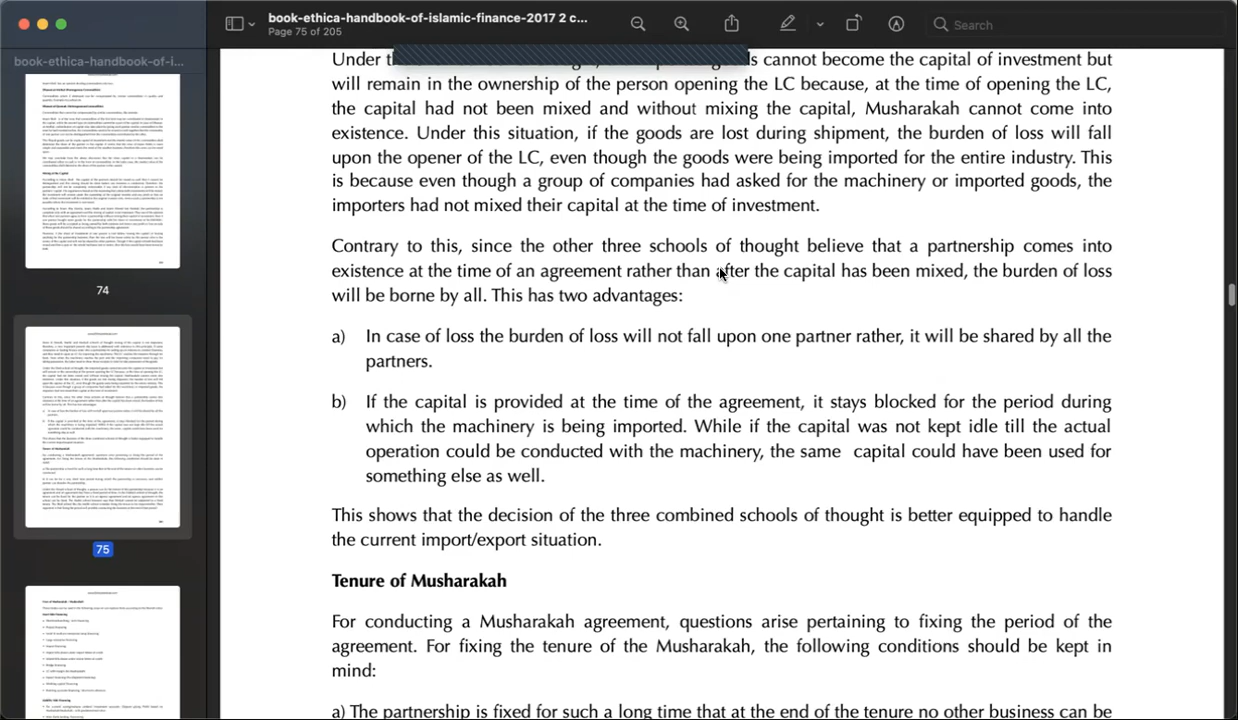 book-ethica-handbook-of-islamic-finance-2017 2 c...
Page 75 of 205
Search
book-ethica-handbook-of-i...
74
75
Under t s cannot become the capital of investment but
will remain in the ownership of the person opening the LC because, at the time of opening the LC,
the capital had not been mixed and without mixing the capital, Musharakah cannot come into
existence. Under this situation, if the goods are lost during shipment, the burden of loss will fall
upon the opener of the LC, even though the goods were being imported for the entire industry. This
is because even though a group of companies had asked for the machinery or imported goods, the
importers had not mixed their capital at the time of investment.
Contrary to this, since the other three schools of thought believe that a partnership comes into
existence at the time of an agreement rather than after the capital has been mixed, the burden of loss
will be borne by all. This has two advantages:
a) In case of loss the burden of loss will not fall upon one partner rather, it will be shared by all the
partners.
b) If the capital is provided at the time of the agreement, it stays blocked for the period during
which the machinery is being imported. While if the capital was not kept idle till the actual
operation could be conducted with the machinery, the same capital could have been used for
something else as well.
This shows that the decision of the three combined schools of thought is better equipped to handle
the current import/export situation.
Tenure of Musharakah
For conducting a Musharakah agreement, questions arise pertaining to fixing the period of the
agreement. For fixing the tenure of the Musharakah, the following conditions should be kept in
mind:
The partnership is fixed for such a long time that at the end of the tenure no other business can be